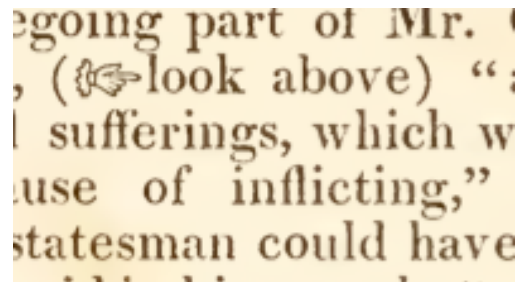 egoing part of Mr.
, (☞look above) “a
sufferings, which w
use of inflicting,”
statesman could have